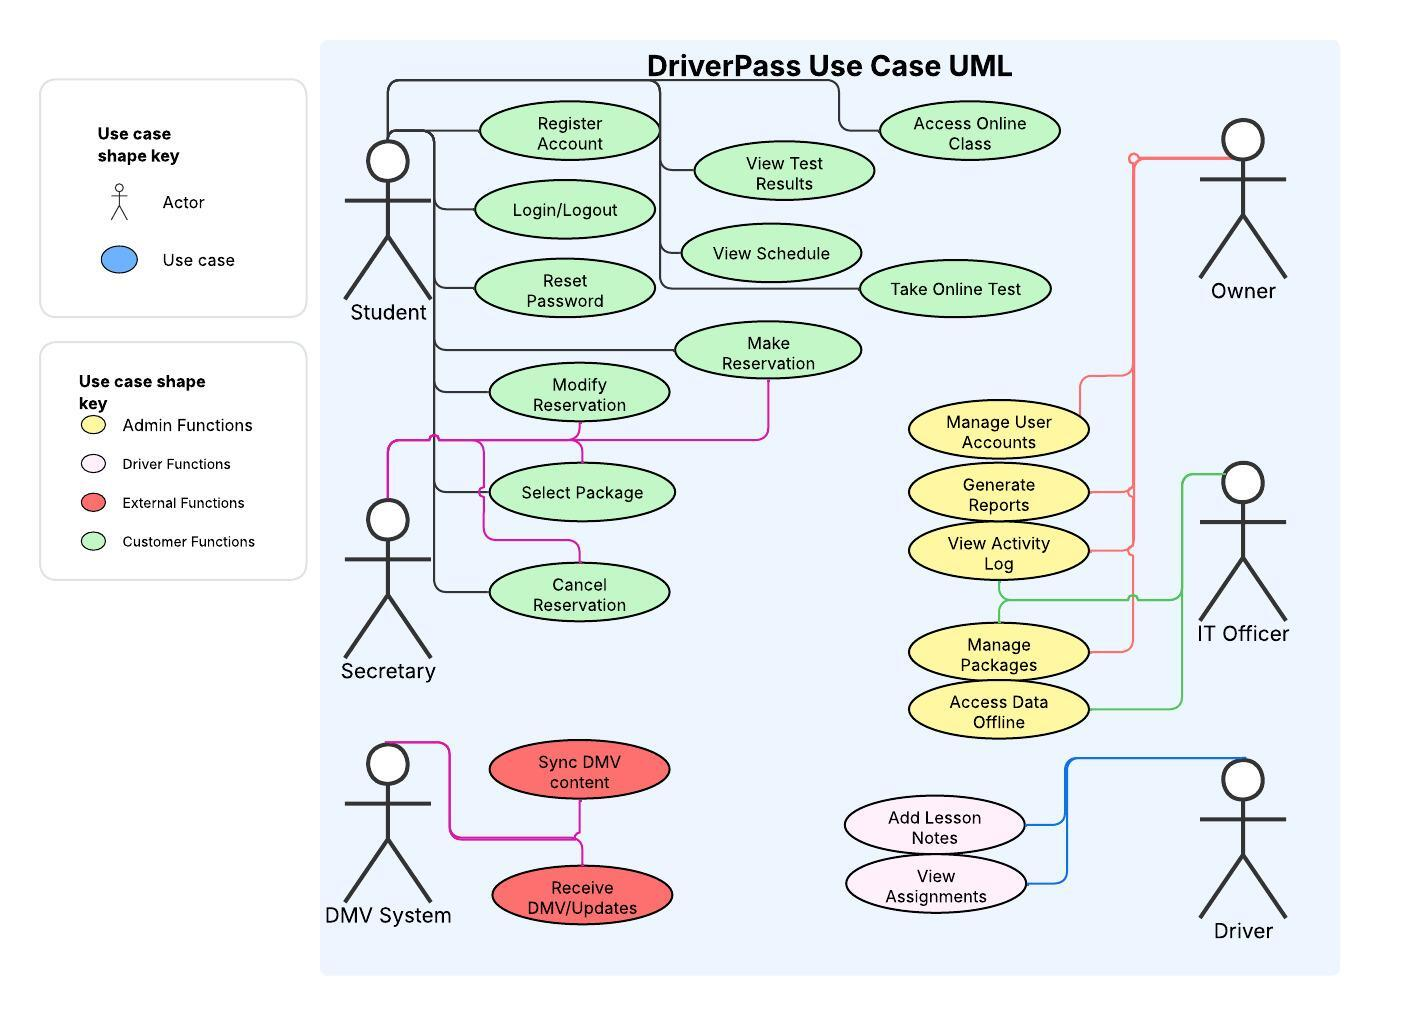 DriverPass Use Case UML
Use case
shape key
Actor
Use case
Use case shape
key
Admin Functions
Driver Functions
External Functions
Customer Functions
Register
Account
Access Online
Class
View Test
Results
Login/Logout
View Schedule
Reset
Password
Take Online Test
Student
Owner
Make
Reservation
Modify
Reservation
Manage User
Accounts
Select Package
Generate
Reports
View Activity
Log
Cancel
Reservation
Secretary
IT Officer
Manage
Packages
Access Data
Offline
Sync DMV
content
Add Lesson
Notes
View
Assignments
Receive
DMV/Updates
DMV System
Driver